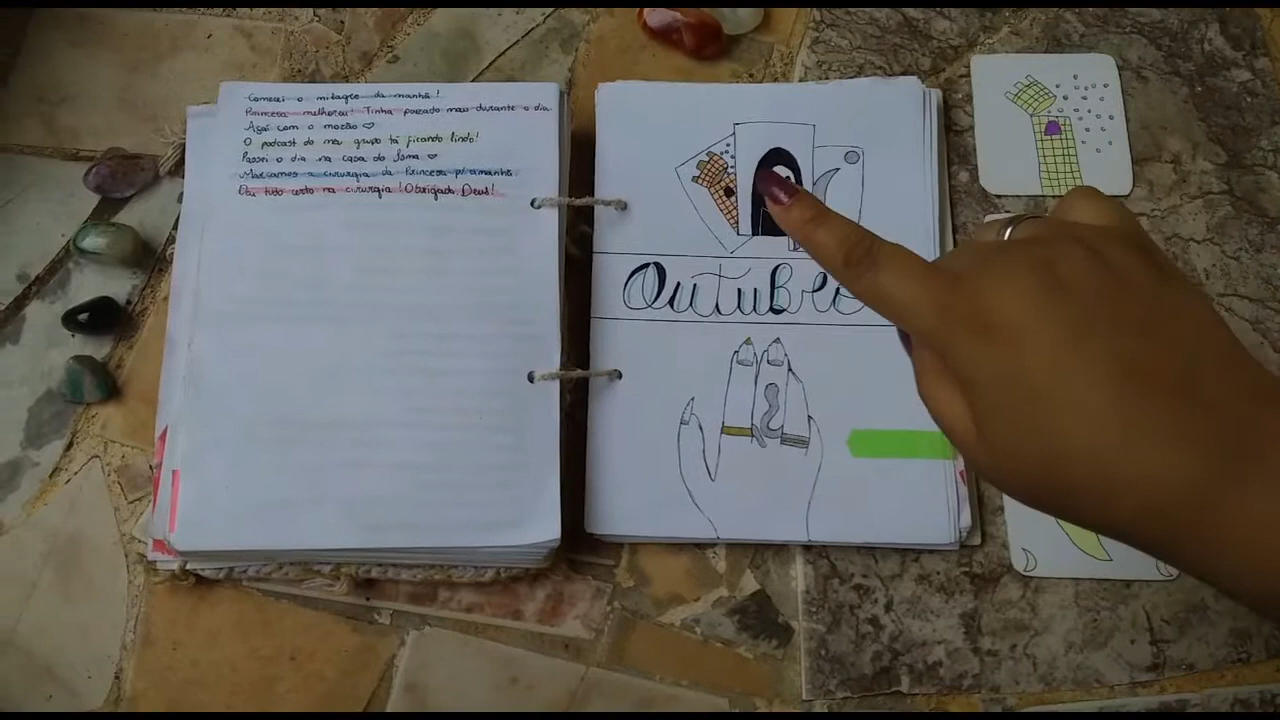 Comecei o milagre da manhã!
Princesa melhorou! Tinha piorado mais durante o dia.
Açaí com o mozão ♡
O podcast do meu grupo tá ficando lindo!
Passei o dia na casa do ♡
Marcamos a cirurgia da Princesa p/ amanhã.
tudo certo na cirurgia! Obrigada, Deus!
Outubro